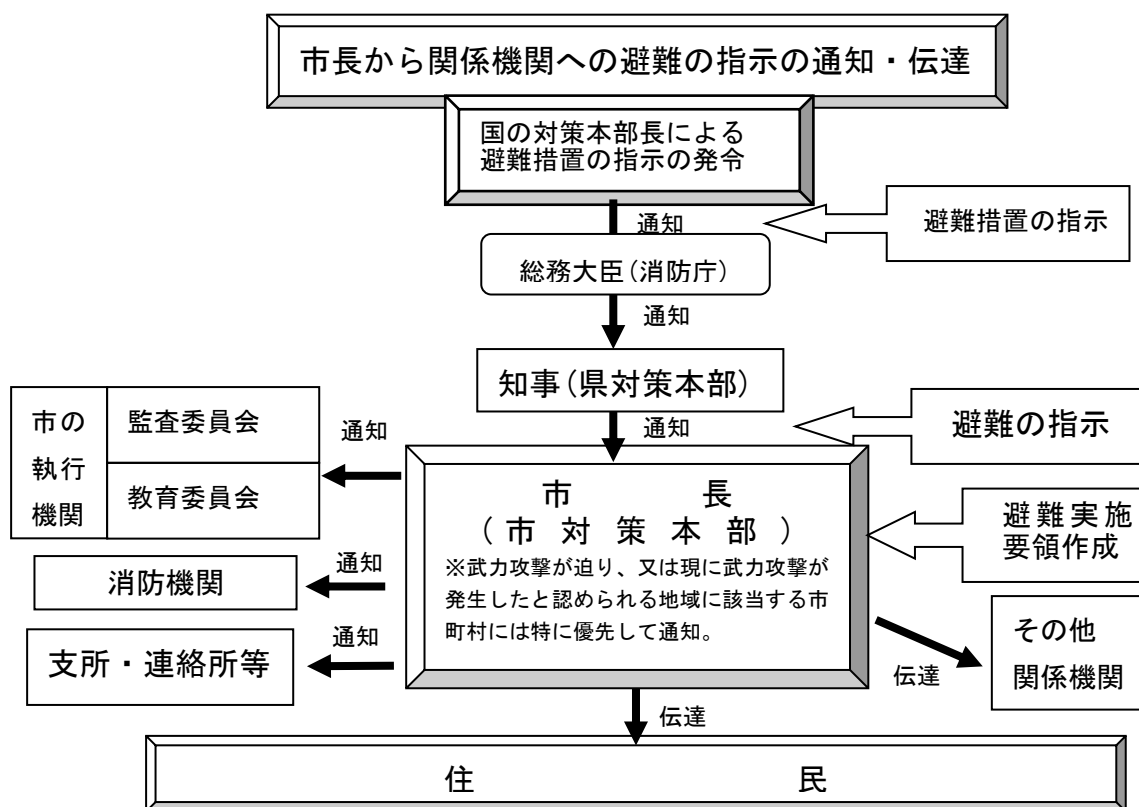 市長から関係機関への避難の指示の通知・伝達
国の対策本部長による
避難措置の指示の発令
通知
避難措置の指示
総務大臣(消防庁)
通知
知事(県対策本部)
通知
避難の指示
市の
執行
機関
監査委員会
教育委員会
通知
市長
(市対策本部)
※武力攻撃が迫り、又は現に武力攻撃が
発生したと認められる地域に該当する市
町村には特に優先して通知。
避難実施
要領作成
消防機関
通知
支所・連絡所等
通知
その他
関係機関
伝達
伝達
住民